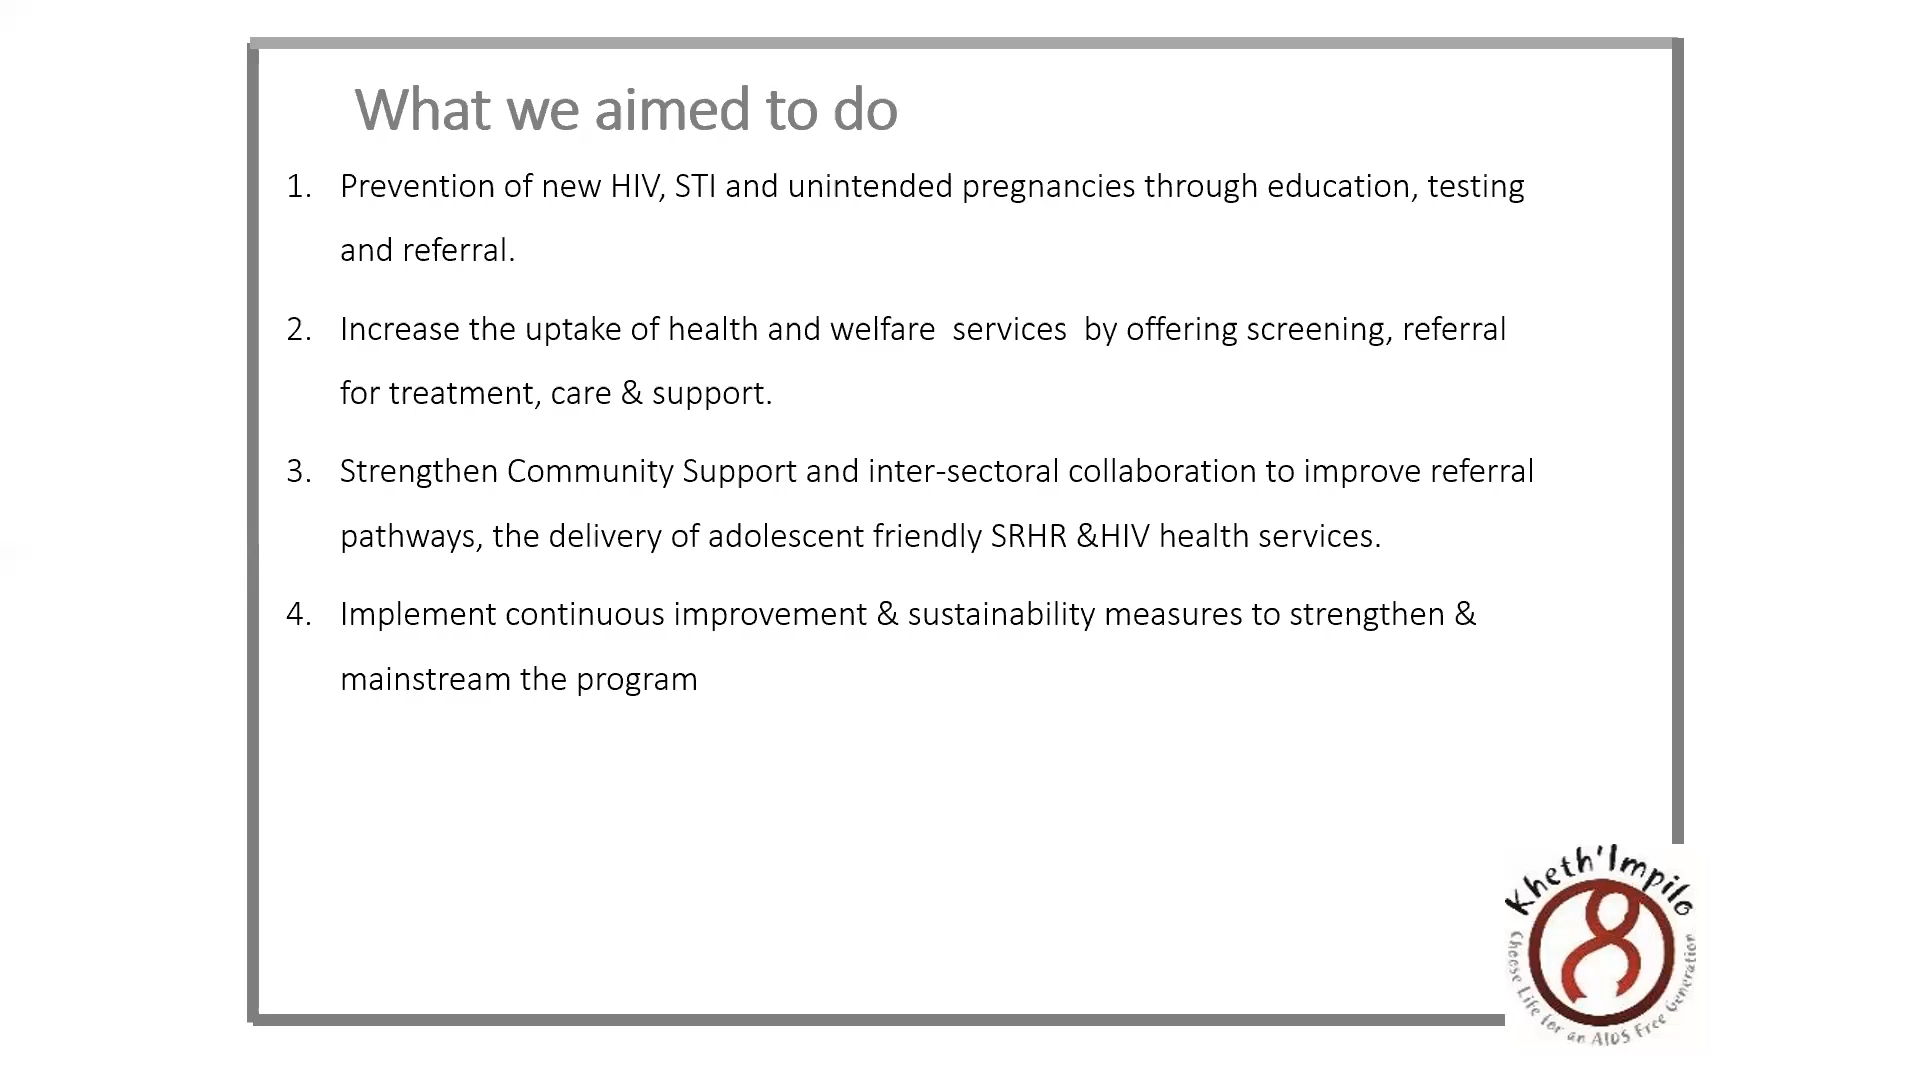 What we aimed to do
1. Prevention of new HIV, STI and unintended pregnancies through education, testing
and referral.
2. Increase the uptake of health and welfare  services  by offering screening, referral
for treatment, care & support.
3. Strengthen Community Support and inter-sectoral collaboration to improve referral
pathways, the delivery of adolescent friendly SRHR &HIV health services.
4. Implement continuous improvement & sustainability measures to strengthen &
mainstream the program
Kheth'Impilo
Choose Life for an AIDS Free Generation